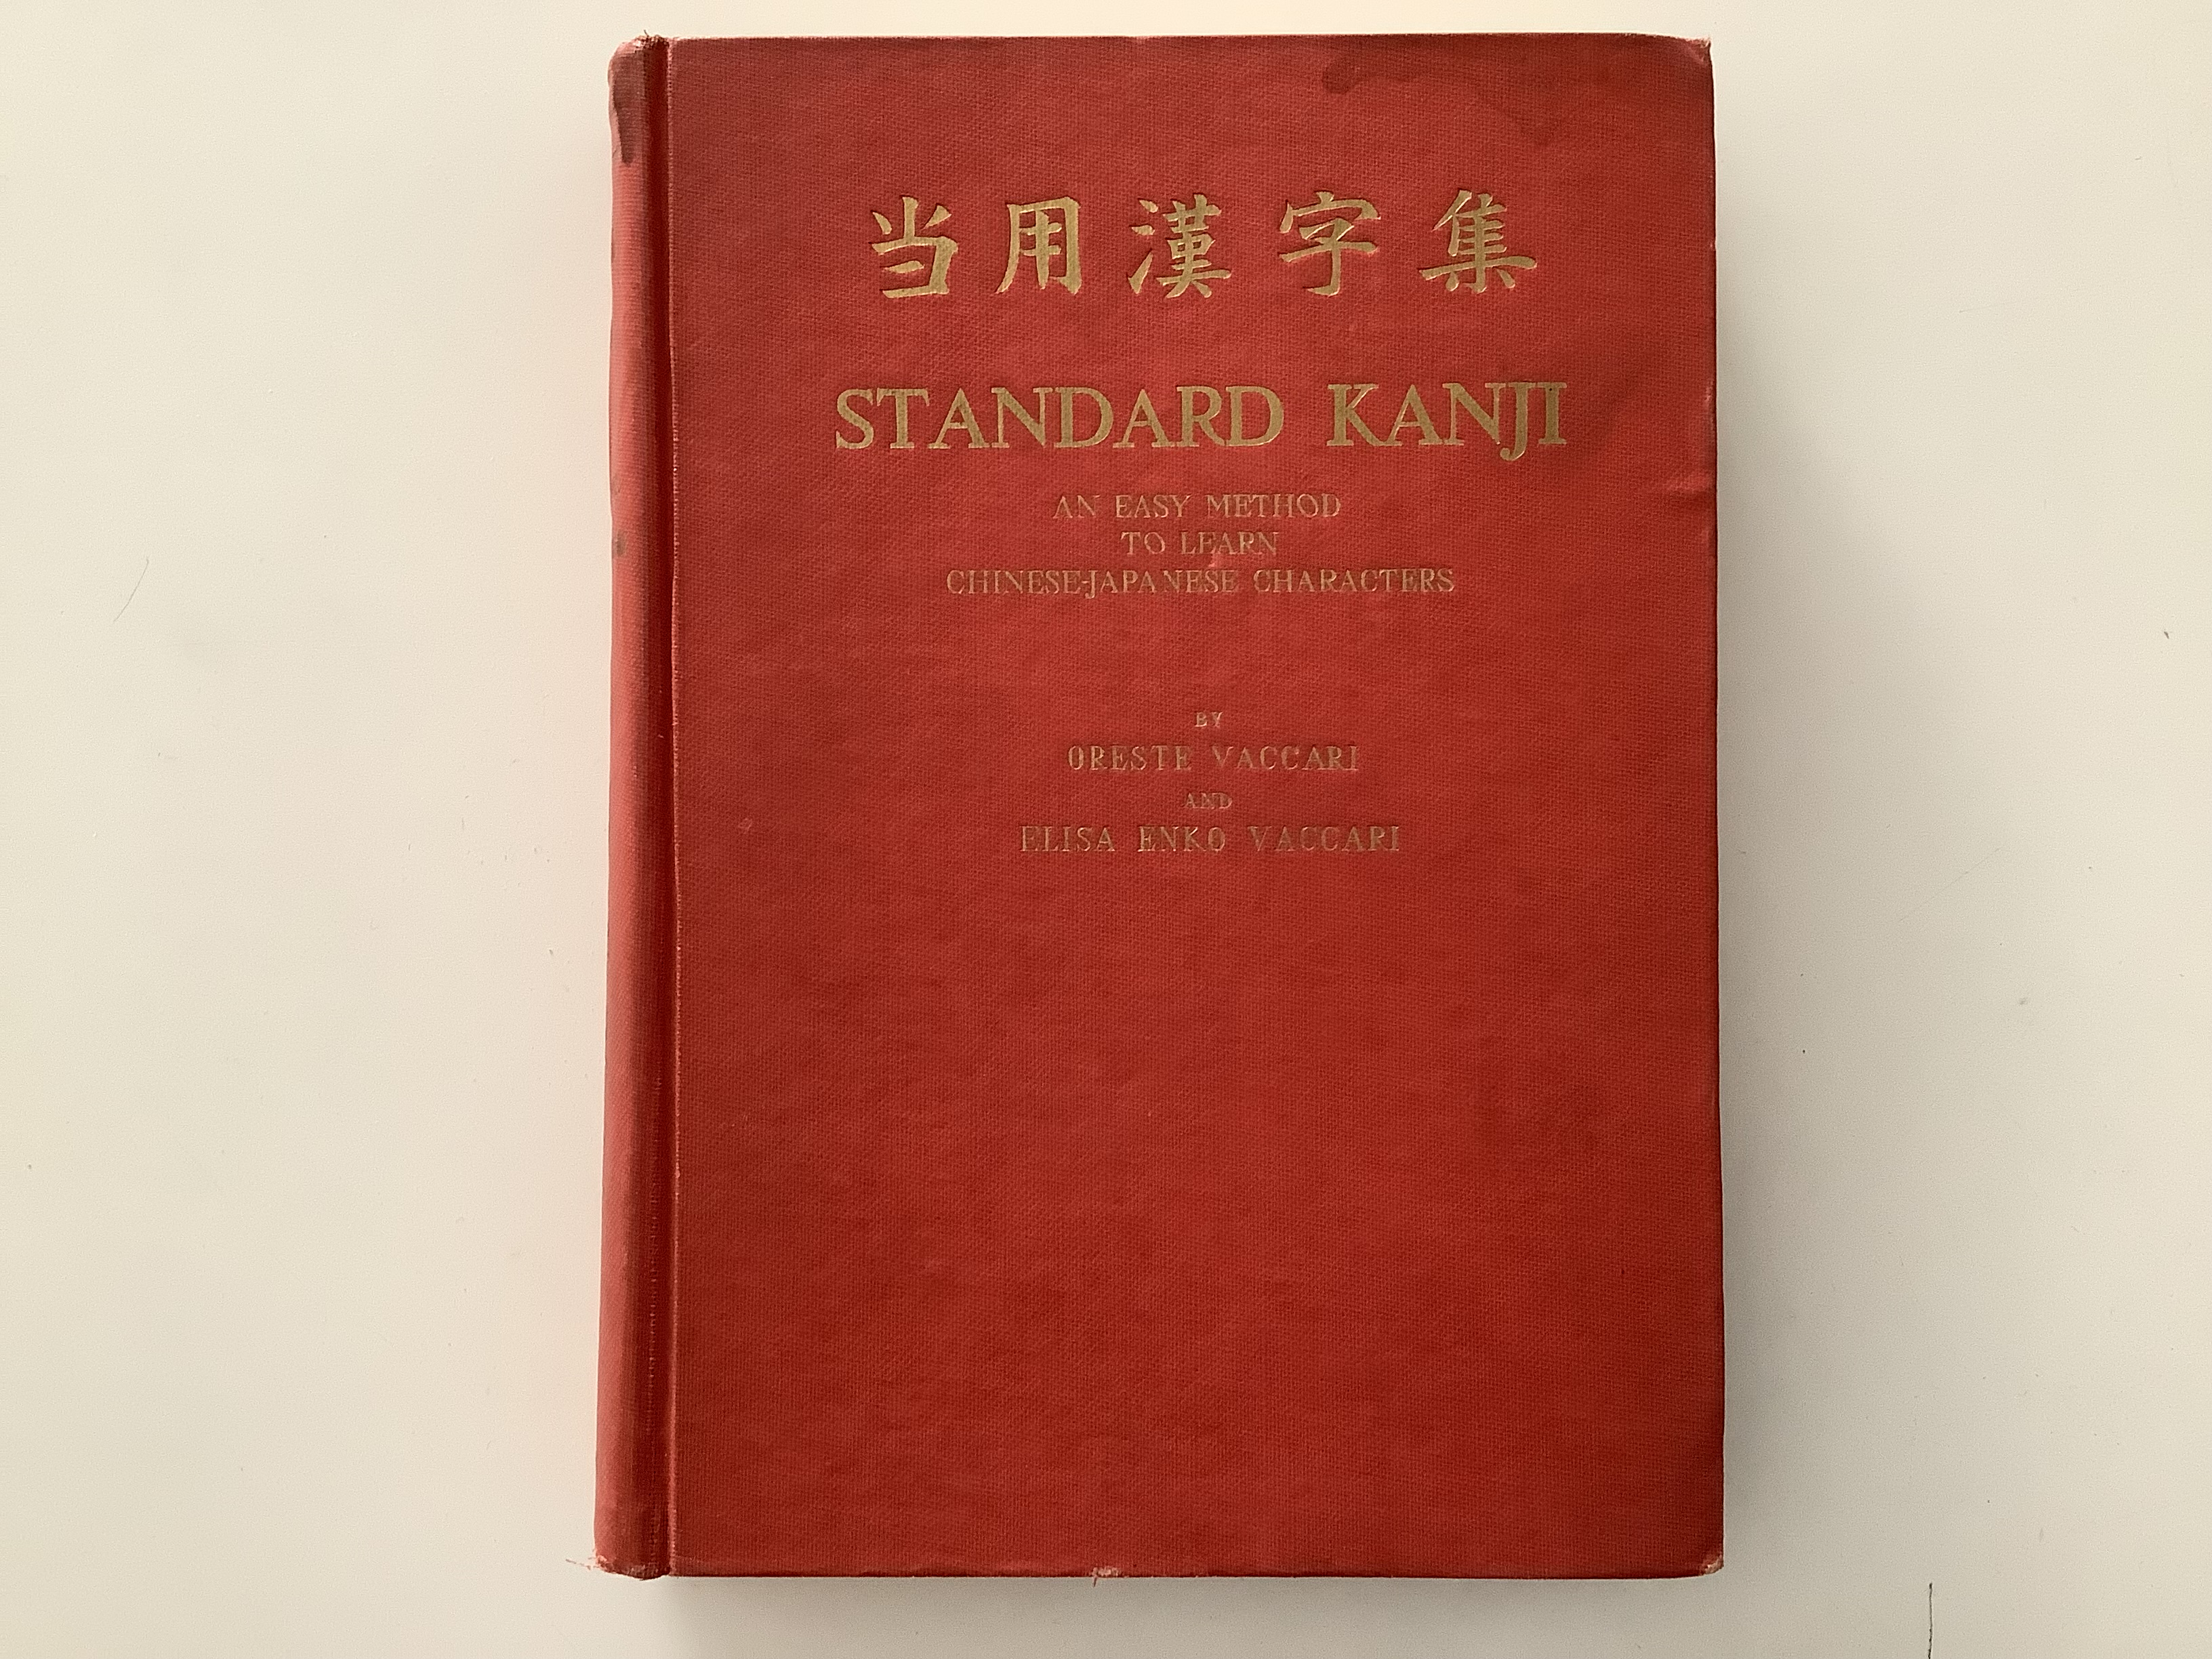 当用漢字集
STANDARD KANJI
AN EASY METHOD
TO LEARN
CHINESE-JAPANESE CHARACTERS
BY
ORESTE VACCARI
AND
ELISA ENKO VACCARI